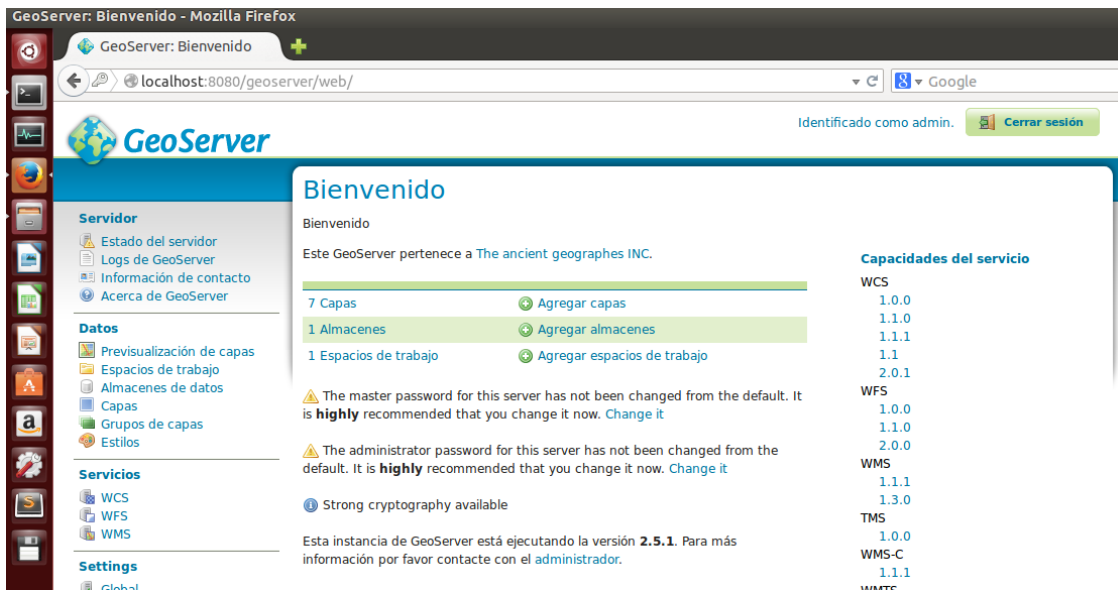 GeoServer: Bienvenido - Mozilla Firefox
GeoServer: Bienvenido
localhost:8080/geoserver/web/
Google
GeoServer
Identificado como admin.
Cerrar sesión
Servidor
Estado del servidor
Logs de GeoServer
Información de contacto
Acerca de GeoServer
Datos
Previsualización de capas
Espacios de trabajo
Almacenes de datos
Capas
Grupos de capas
Estilos
Servicios
WCS
WFS
WMS
Settings
Global
Bienvenido
Bienvenido
Este GeoServer pertenece a The ancient geographes INC.
7 Capas
Agregar capas
1 Almacenes
Agregar almacenes
1 Espacios de trabajo
Agregar espacios de trabajo
The master password for this server has not been changed from the default. It
is highly recommended that you change it now. Change it
The administrator password for this server has not been changed from the
default. It is highly recommended that you change it now. Change it
Strong cryptography available
Esta instancia de GeoServer está ejecutando la versión 2.5.1. Para más
información por favor contacte con el administrador.
Capacidades del servicio
WCS
1.0.0
1.1.0
1.1.1
1.1
2.0.1
WFS
1.0.0
1.1.0
2.0.0
WMS
1.1.1
1.3.0
TMS
1.0.0
WMS-C
1.1.1
WMTS